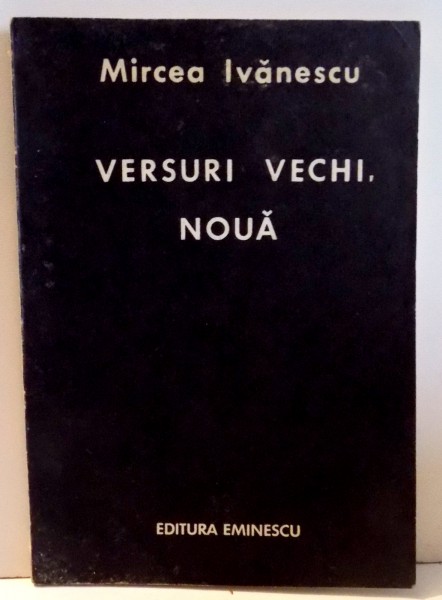 Mircea Ivănescu
VERSURI VECHI,
NOUĂ
EDITURA EMINESCU